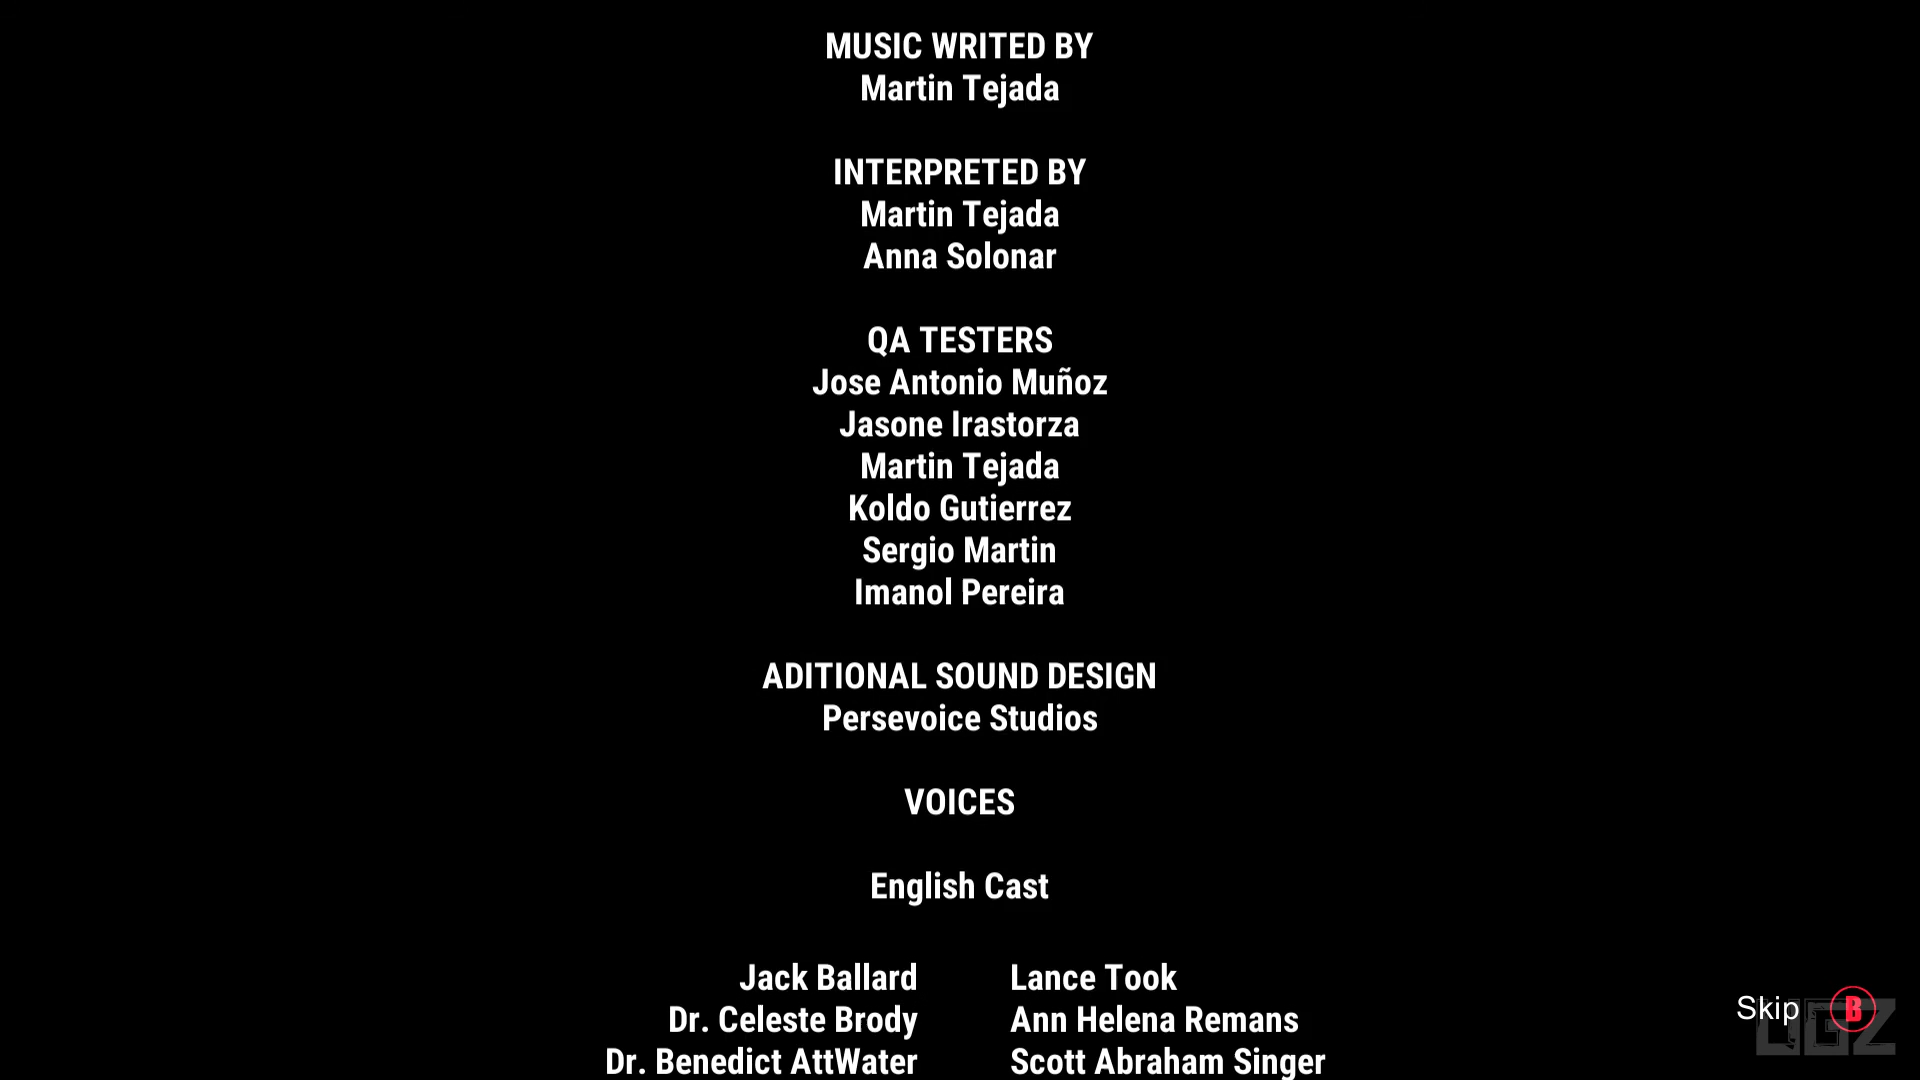 MUSIC WRITED BY
Martin Tejada
INTERPRETED BY
Martin Tejada
Anna Solonar
QA TESTERS
Jose Antonio Muñoz
Jasone Irastorza
Martin Tejada
Koldo Gutierrez
Sergio Martin
Imanol Pereira
ADITIONAL SOUND DESIGN
Persevoice Studios
VOICES
English Cast
Jack Ballard Lance Took
Dr. Celeste Brody Ann Helena Remans
Dr. Benedict AttWater Scott Abraham Singer
Skip B
UGZ